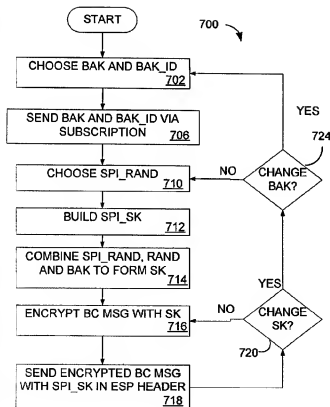 START
700
CHOOSE BAK AND BAK_ID
702
SEND BAK AND BAK_ID VIA
SUBSCRIPTION
706
YES
724
CHANGE
BAK?
NO
CHOOSE SPI_RAND
710
BUILD SPI_SK
712
COMBINE SPI_RAND, RAND
AND BAK TO FORM SK
714
YES
CHANGE
SK?
NO
720
ENCRYPT BC MSG WITH SK
716
SEND ENCRYPTED BC MSG
WITH SPI_SK IN ESP HEADER
718